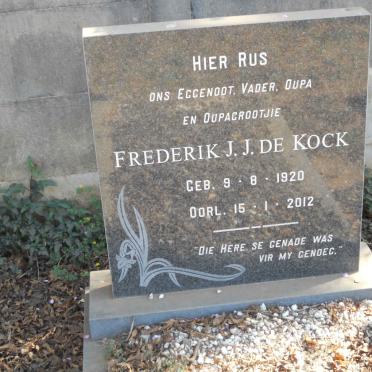 HIER RUS
ONS EGGENOOT, VADER, OUPA
EN OUPAGROOTJIE
FREDERIK J. J. DE KOCK
GEB. 9 - 8 - 1920
OORL. 15 - 1 - 2012
"DIE HERE SE GENADE WAS
VIR MY GENOEG."